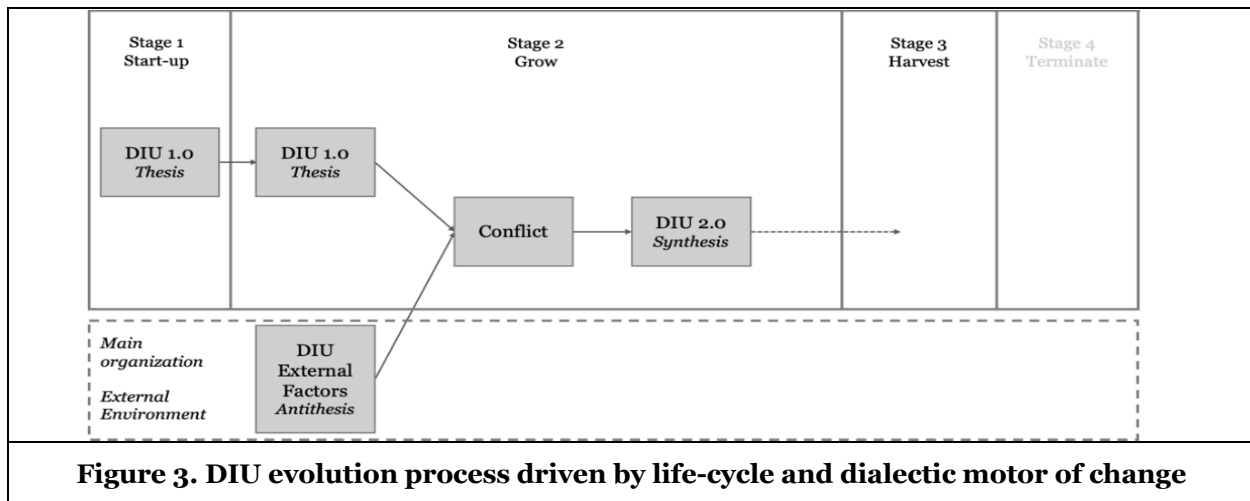 Stage 1
Start-up
Stage 2
Grow
Stage 3
Harvest
Stage 4
Terminate
DIU 1.0
Thesis
DIU 1.0
Thesis
Conflict
DIU 2.0
Synthesis
Main
organization
External
Environment
DIU
External
Factors
Antithesis
Figure 3. DIU evolution process driven by life-cycle and dialectic motor of change